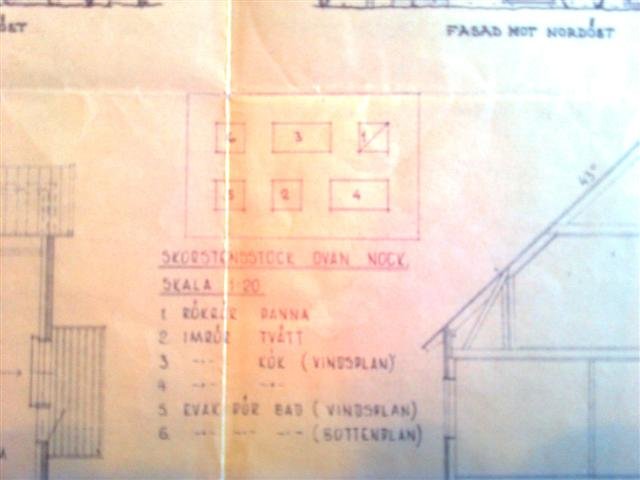 FASAD MOT NORDÖST
6 3 1
5 2 4
43°
SKORSTENSSTOCK OVAN NOCK.
SKALA 1:20
1. RÖKRÖR PANNA
2. IMRÖR TVÄTT
3 -"- KÖK (VINDSPLAN)
4 -"- -"-
5. EVAK RÖR BAD (VINDSPLAN)
6. -"- -"- -"- (BOTTENPLAN)